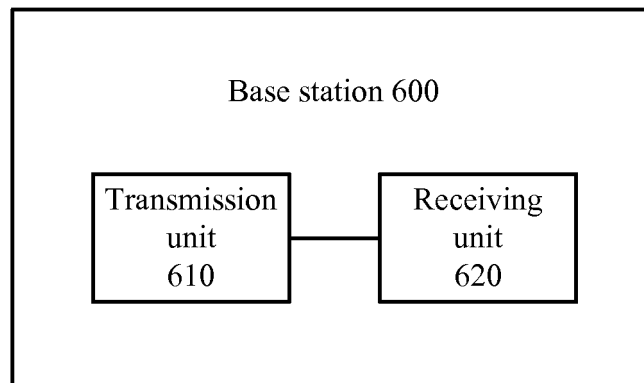 Base station 600
Transmission
unit
610
Receiving
unit
620